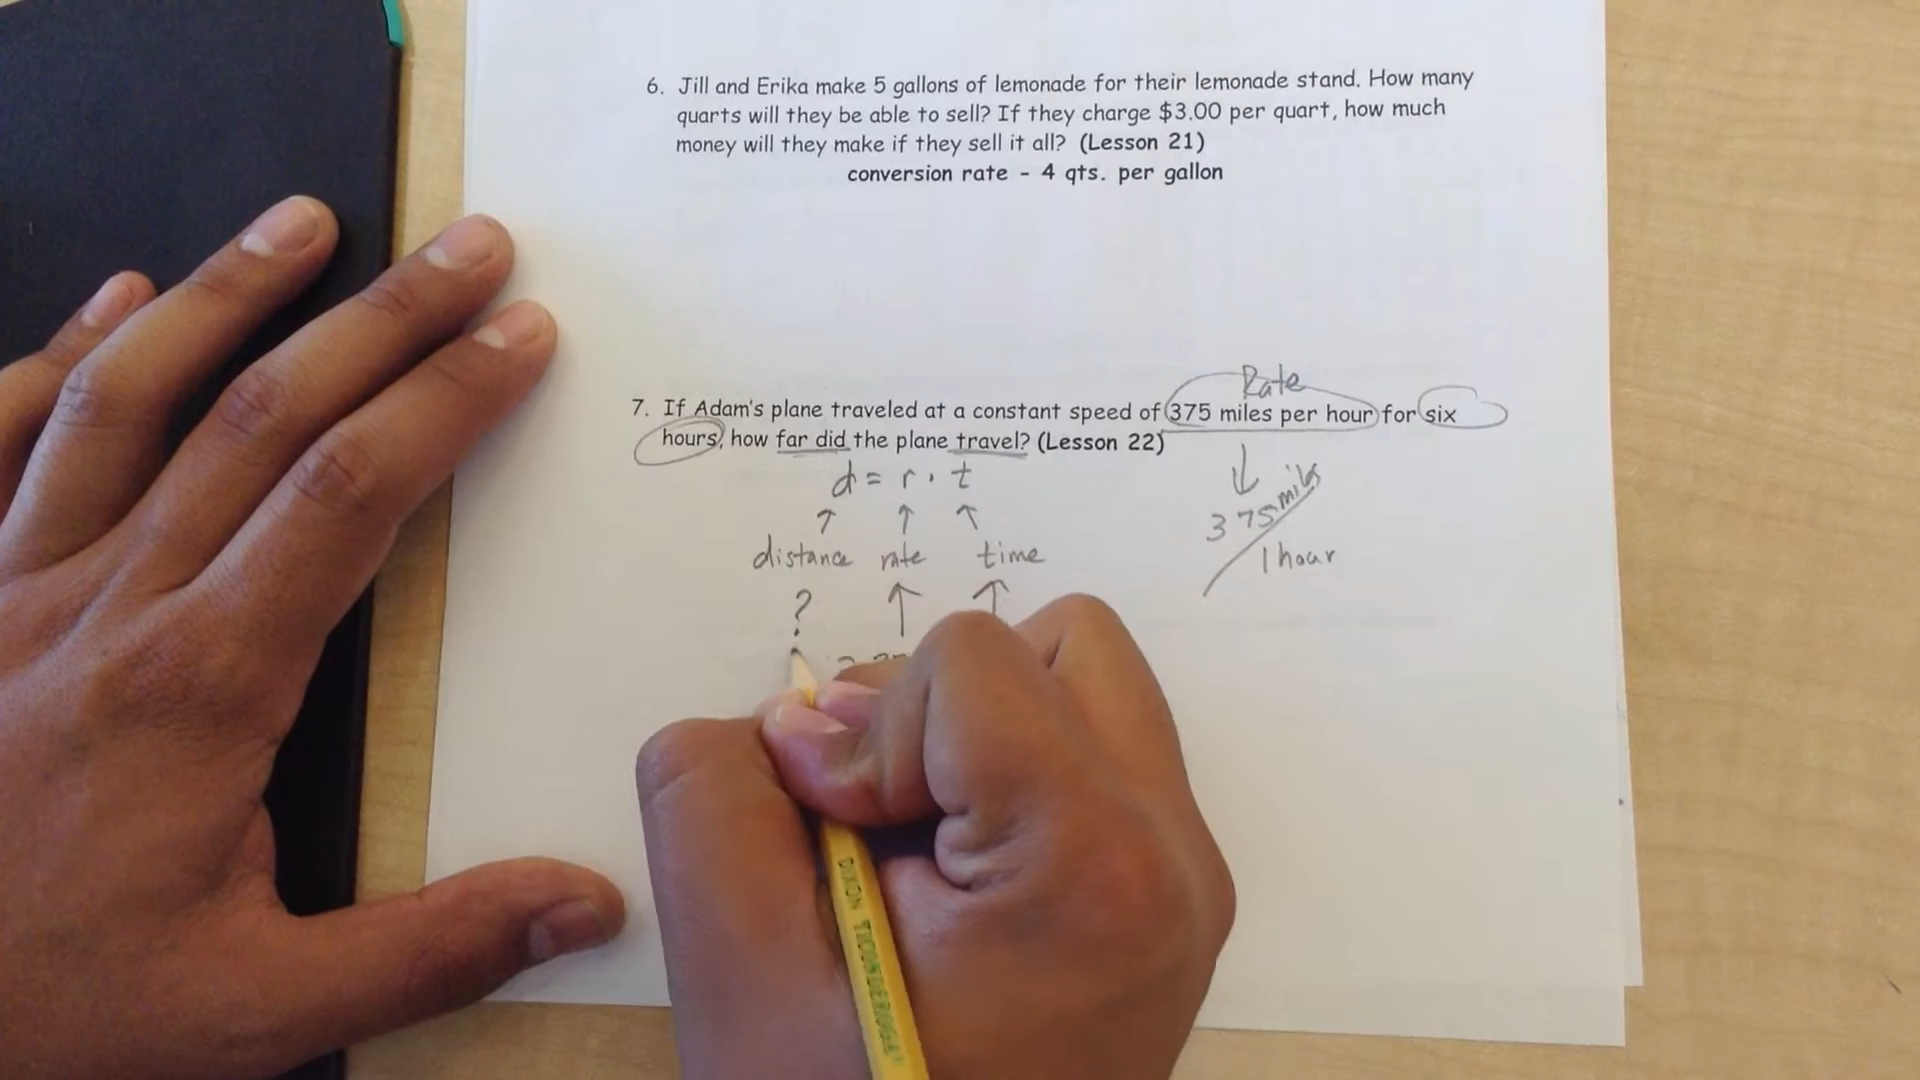 6. Jill and Erika make 5 gallons of lemonade for their lemonade stand. How many
quarts will they be able to sell? If they charge $3.00 per quart, how much
money will they make if they sell it all? (Lesson 21)
conversion rate - 4 qts. per gallon
Rate
7. If Adam's plane traveled at a constant speed of 375 miles per hour for six
hours, how far did the plane travel? (Lesson 22)
d = r · t
375 miles
1 hour
distance rate time
?
DIXON TICONDEROGA